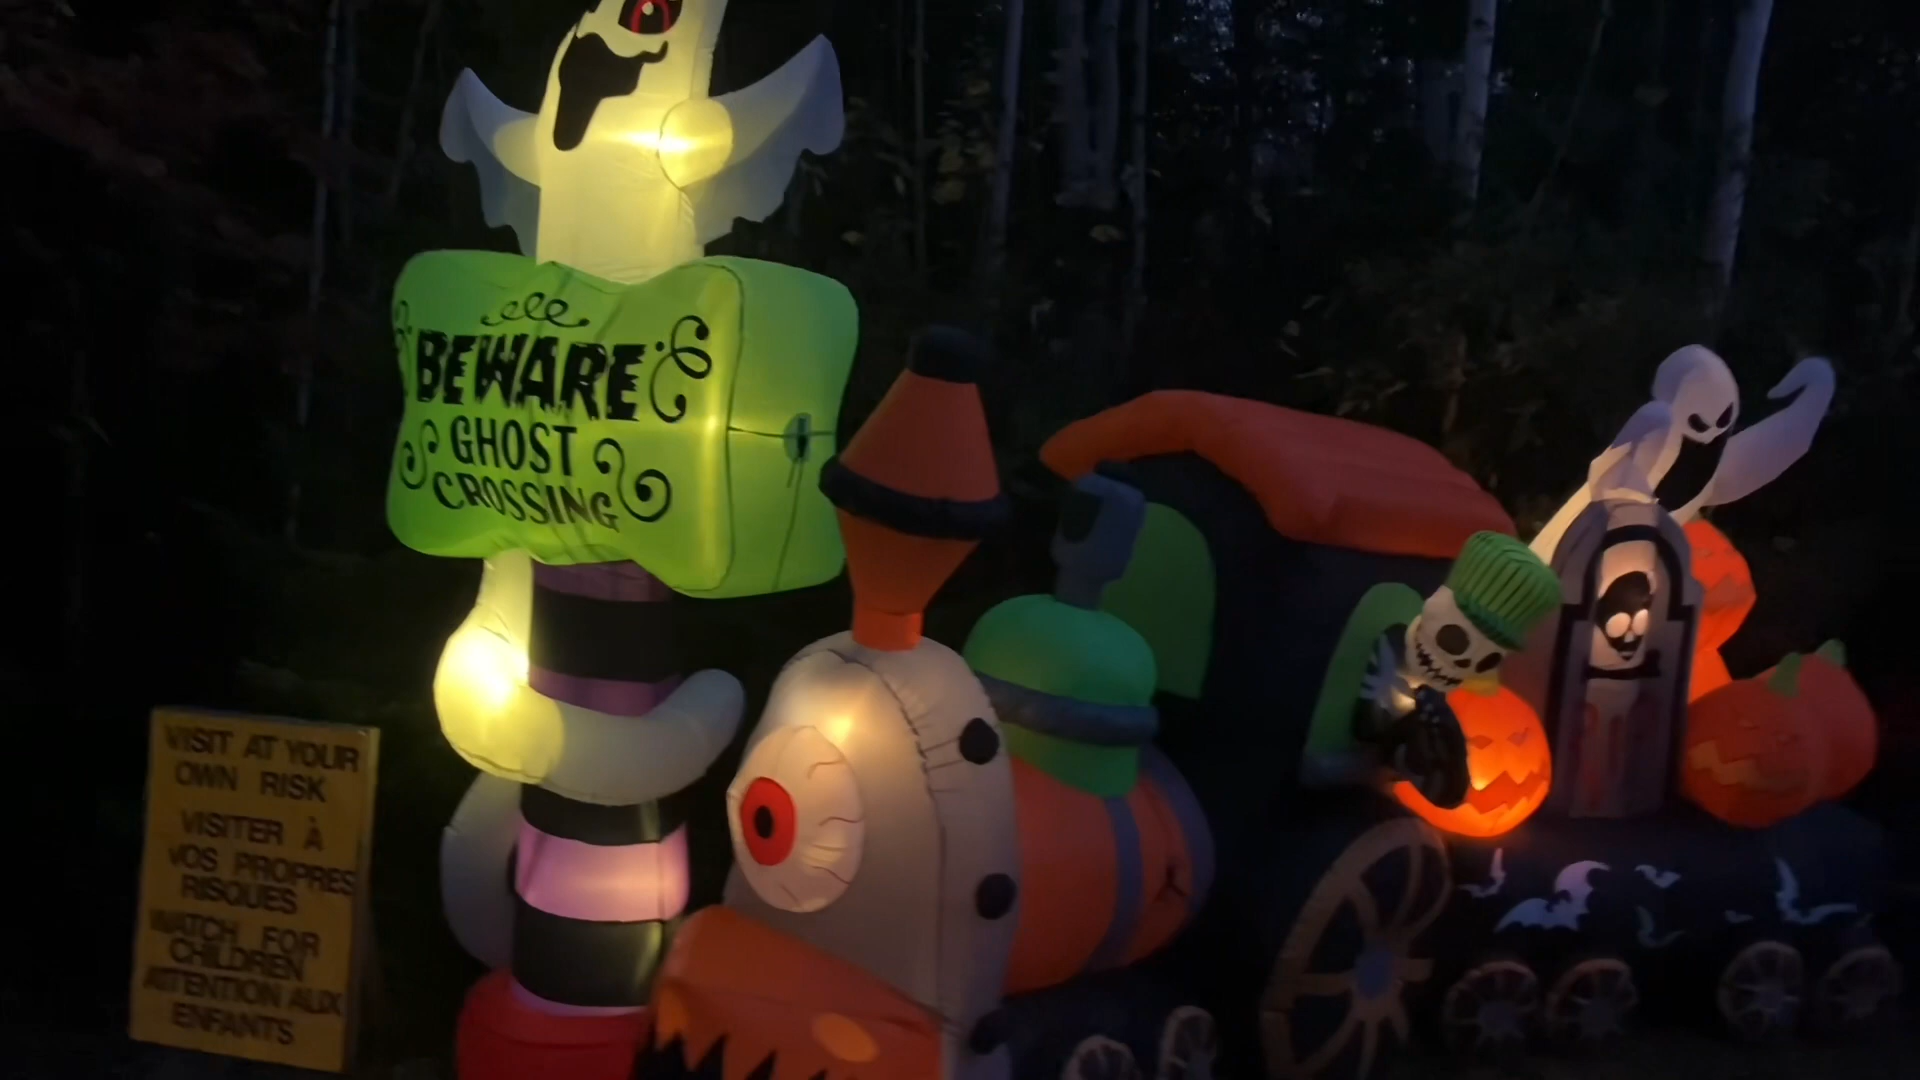 BEWARE
GHOST
CROSSING
VISIT AT YOUR
OWN RISK
VISITER À
VOS PROPRES
RISQUES
WATCH FOR
CHILDREN
ATTENTION AUX
ENFANTS